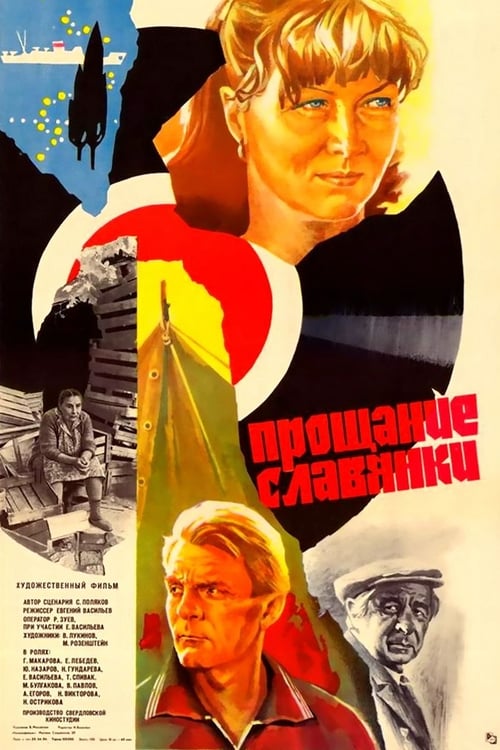 Прощание
славянки
ХУДОЖЕСТВЕННЫЙ ФИЛЬМ
АВТОР СЦЕНАРИЯ С. ПОЛЯКОВ
РЕЖИССЕР ЕВГЕНИЙ ВАСИЛЬЕВ
ОПЕРАТОР Р. ЗУЕВ,
ПРИ УЧАСТИИ Е. ВАСИЛЬЕВА
ХУДОЖНИКИ: В. ЛУКИНОВ,
М. РОЗЕНШТЕЙН
В РОЛЯХ:
Г. МАКАРОВА, Е. ЛЕБЕДЕВ,
Ю. НАЗАРОВ, Н. ГУНДАРЕВА,
Е. ВАСИЛЬЕВА, Т. СПИВАК,
М. БУЛГАКОВА, В. ПАВЛОВ,
А. ЕГОРОВ, Н. ВИКТОРОВА,
Н. ОСТРИКОВА
ПРОИЗВОДСТВО СВЕРДЛОВСКОЙ
КИНОСТУДИИ